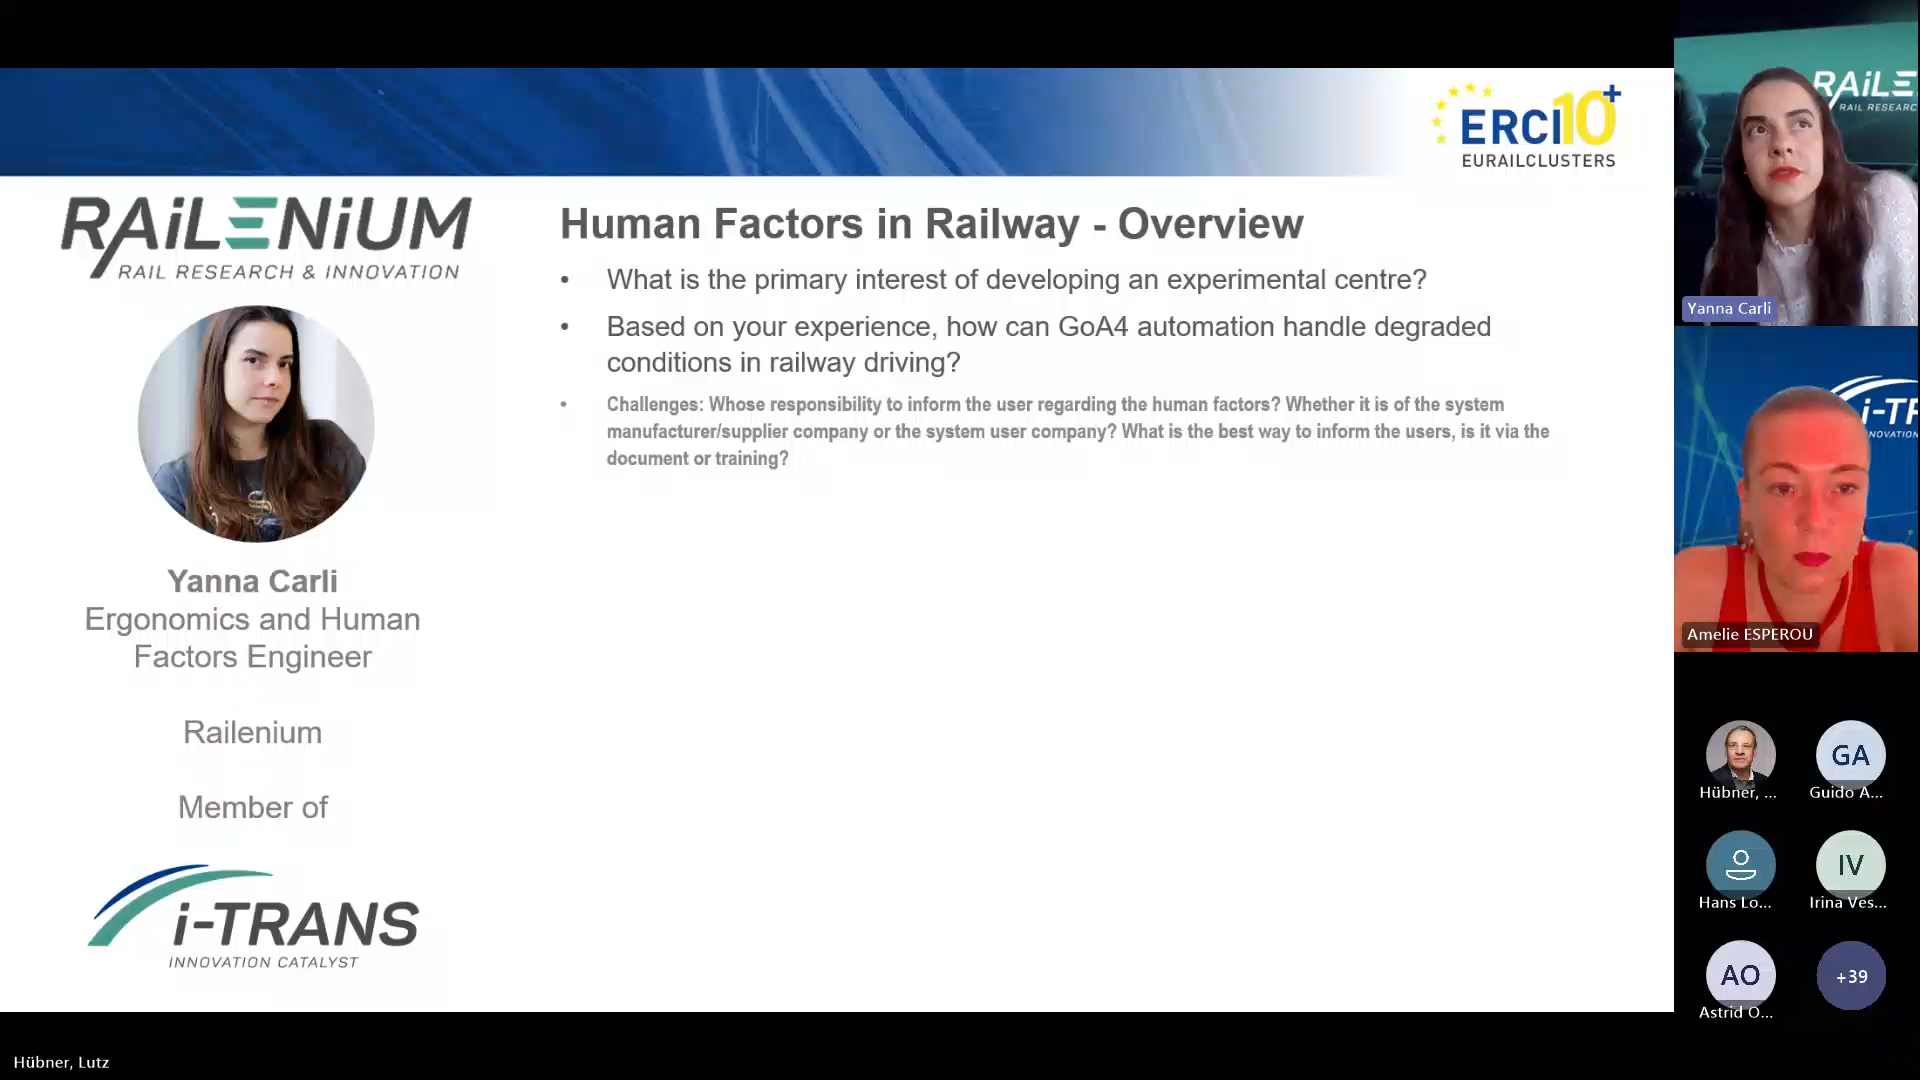 ERCI10+
EURAILCLUSTERS
RAiLENiUM
RAIL RESEARCH & INNOVATION
Yanna Carli
Ergonomics and Human
Factors Engineer
Railenium
Member of
i-TRANS
INNOVATION CATALYST
Human Factors in Railway - Overview
• What is the primary interest of developing an experimental centre?
• Based on your experience, how can GoA4 automation handle degraded
conditions in railway driving?
• Challenges: Whose responsibility to inform the user regarding the human factors? Whether it is of the system
manufacturer/supplier company or the system user company? What is the best way to inform the users, is it via the
document or training?
RAiLE
RAIL RESEARC
Yanna Carli
i-TR
INNOVATION
Amelie ESPEROU
Hübner, ...
GA
Guido A...
Hans Lo...
IV
Irina Ves...
AO
Astrid O...
+39
Hübner, Lutz